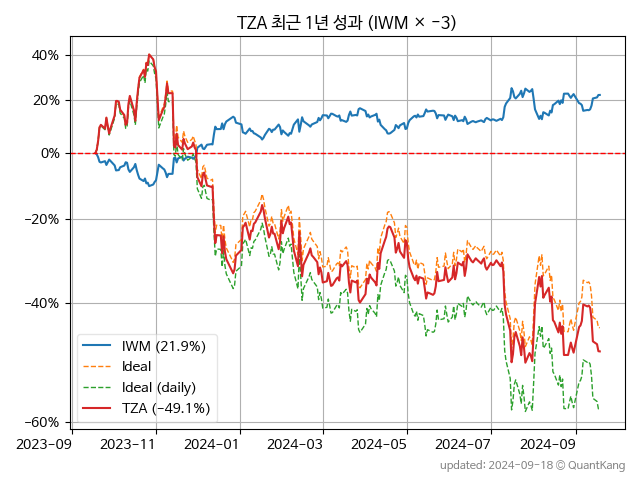 TZA 최근 1년 성과 (IWM × −3)
40%
20%
0%
−20%
−40%
−60%
IWM (21.9%)
Ideal
Ideal (daily)
TZA (−49.1%)
2023−09 2023−11 2024−01 2024−03 2024−05 2024−07 2024−09
updated: 2024-09-18 © QuantKang